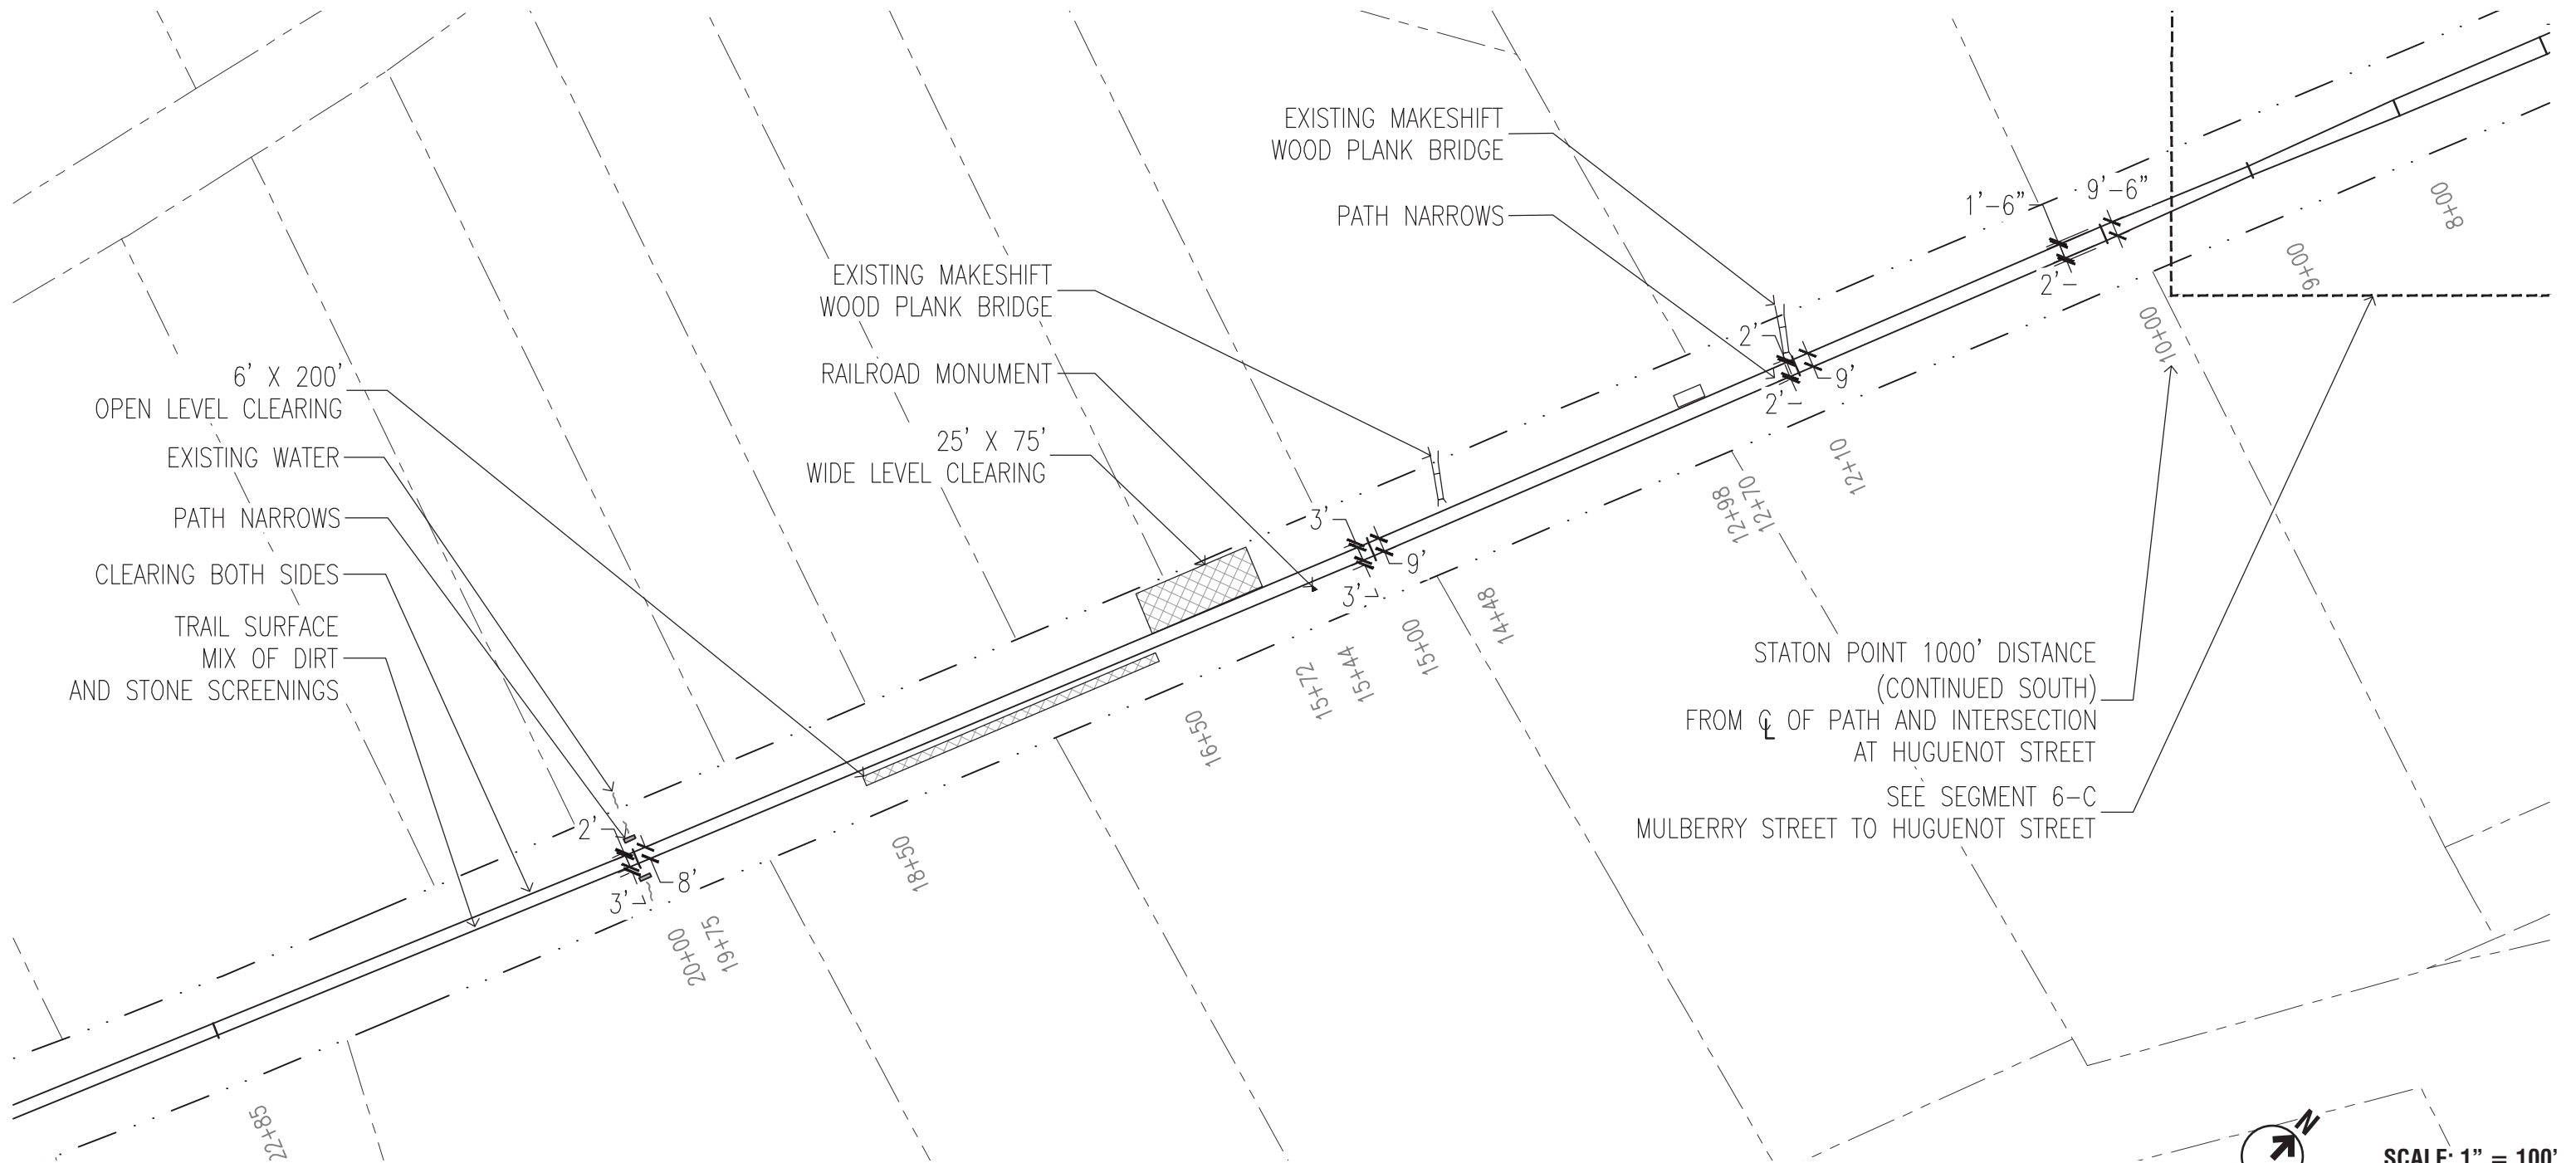 EXISTING MAKESHIFT
WOOD PLANK BRIDGE
PATH NARROWS
1'-6"
9'-6"
2'
8+00
9+00
10+00
EXISTING MAKESHIFT
WOOD PLANK BRIDGE
RAILROAD MONUMENT
25' X 75'
WIDE LEVEL CLEARING
2'
9'
2'
12+10
12+70
12+98
6' X 200'
OPEN LEVEL CLEARING
EXISTING WATER
PATH NARROWS
CLEARING BOTH SIDES
TRAIL SURFACE
MIX OF DIRT
AND STONE SCREENINGS
3'
9'
3'
14+48
15+00
15+44
15+72
16+50
STATON POINT 1000' DISTANCE
(CONTINUED SOUTH)
FROM ℄ OF PATH AND INTERSECTION
AT HUGUENOT STREET
SEE SEGMENT 6-C
MULBERRY STREET TO HUGUENOT STREET
2'
8'
3'
18+50
19+75
20+00
22+85
N
SCALE: 1" = 100'